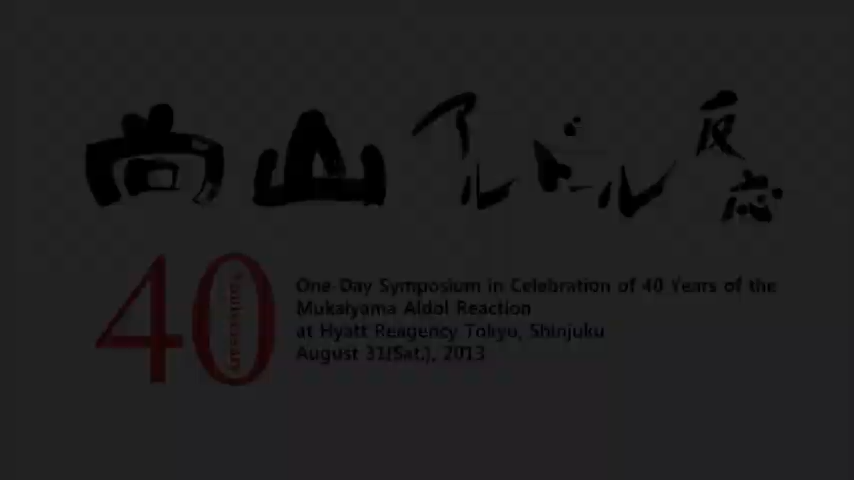 向山アルドール反応
40
Anniversary
One-Day Symposium in Celebration of 40 Years of the
Mukaiyama Aldol Reaction
at Hyatt Reagency Tokyo, Shinjuku
August 31(Sat.), 2013